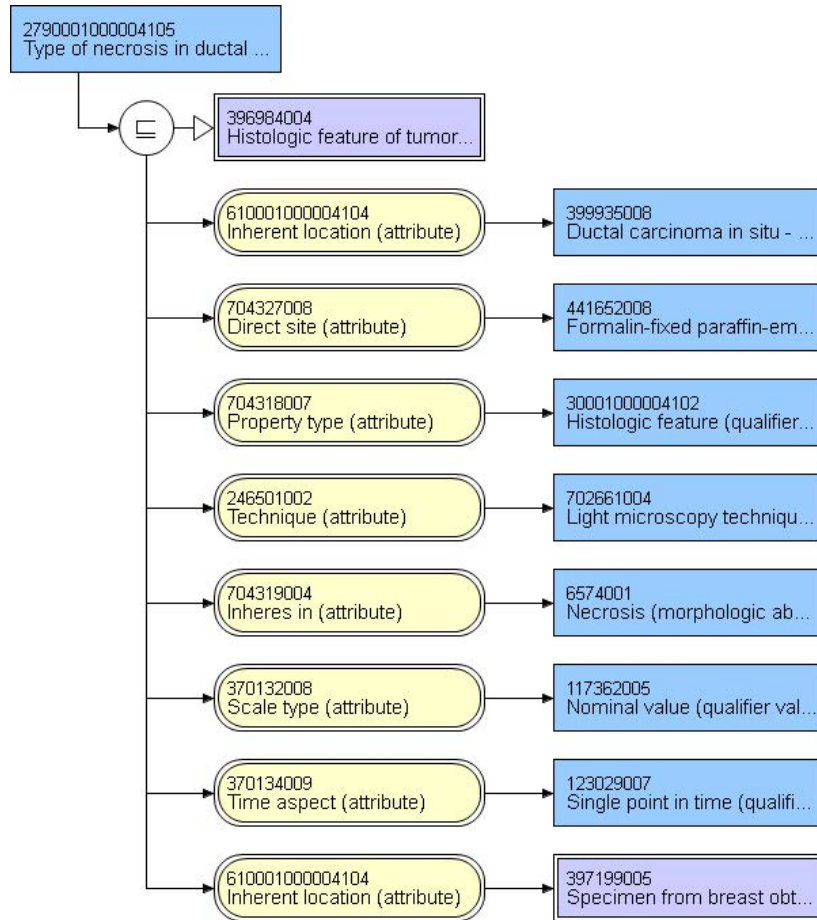 2790001000004105
Type of necrosis in ductal ...
⊑
396984004
Histologic feature of tumor...
610001000004104
Inherent location (attribute)
399935008
Ductal carcinoma in situ - ...
704327008
Direct site (attribute)
441652008
Formalin-fixed paraffin-em...
704318007
Property type (attribute)
30001000004102
Histologic feature (qualifier...
246501002
Technique (attribute)
702661004
Light microscopy techniqu...
704319004
Inheres in (attribute)
6574001
Necrosis (morphologic ab...
370132008
Scale type (attribute)
117362005
Nominal value (qualifier val...
370134009
Time aspect (attribute)
123029007
Single point in time (qualifi...
610001000004104
Inherent location (attribute)
397199005
Specimen from breast obt...